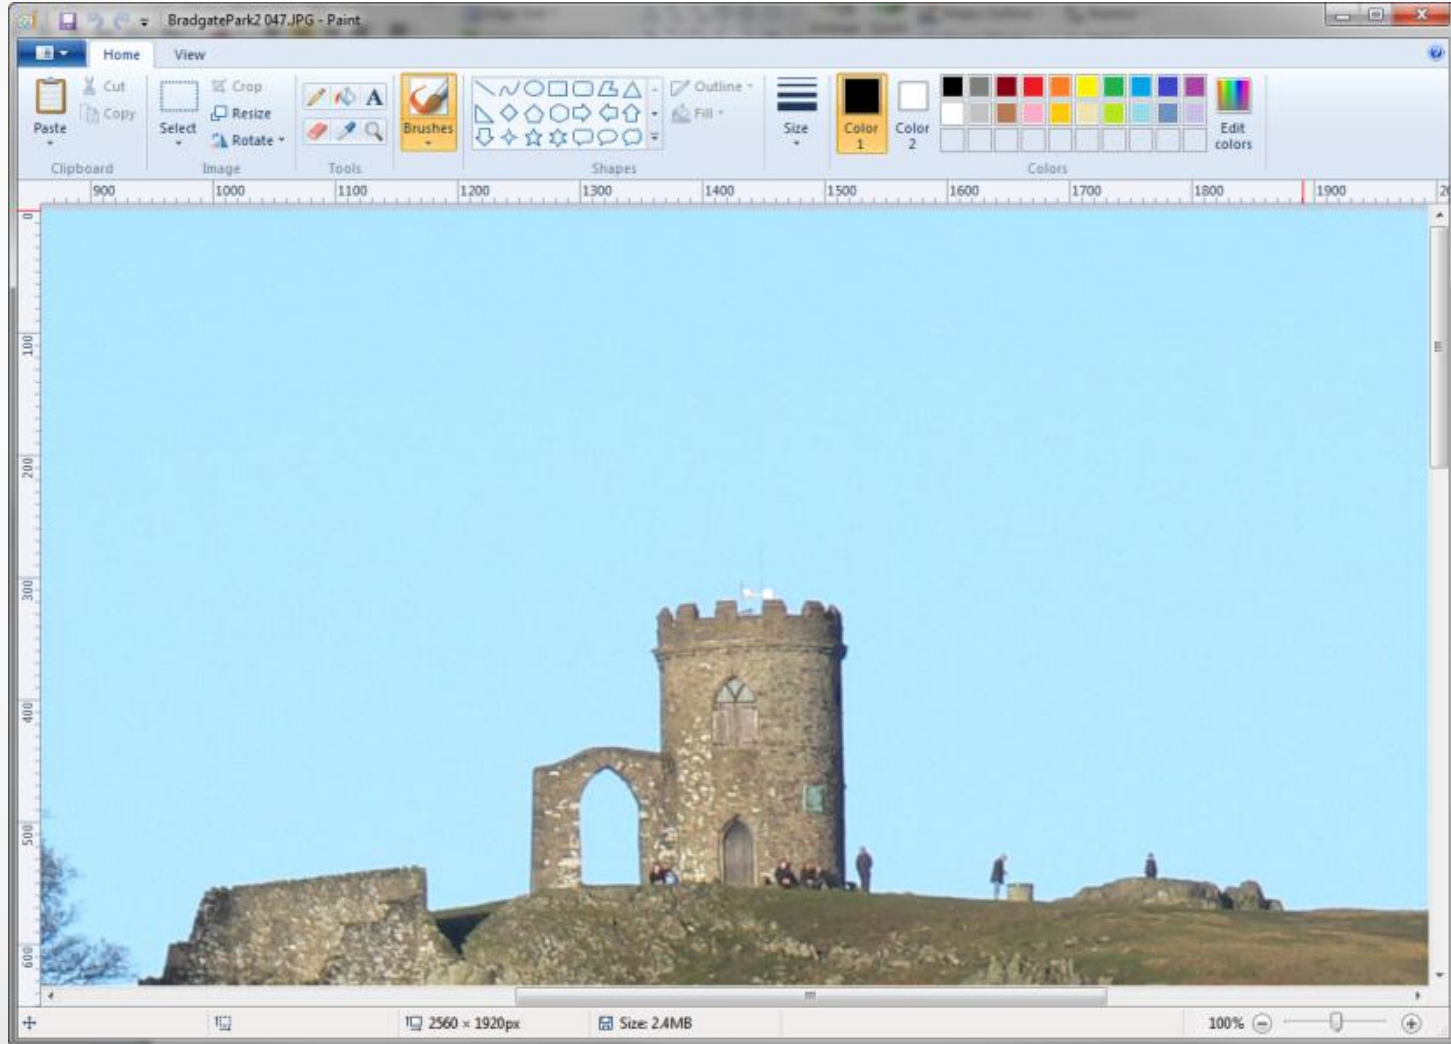 BradgatePark2 047.JPG - Paint
Home View
Paste
Cut
Copy
Clipboard
Select
Crop
Resize
Rotate
Image
A
Tools
Brushes
Outline
Fill
Shapes
Size
Color 1
Color 2
Edit colors
Colors
900 1000 1100 1200 1300 1400 1500 1600 1700 1800 1900
0
100
200
300
400
500
600
2560 × 1920px Size: 2.4MB 100%